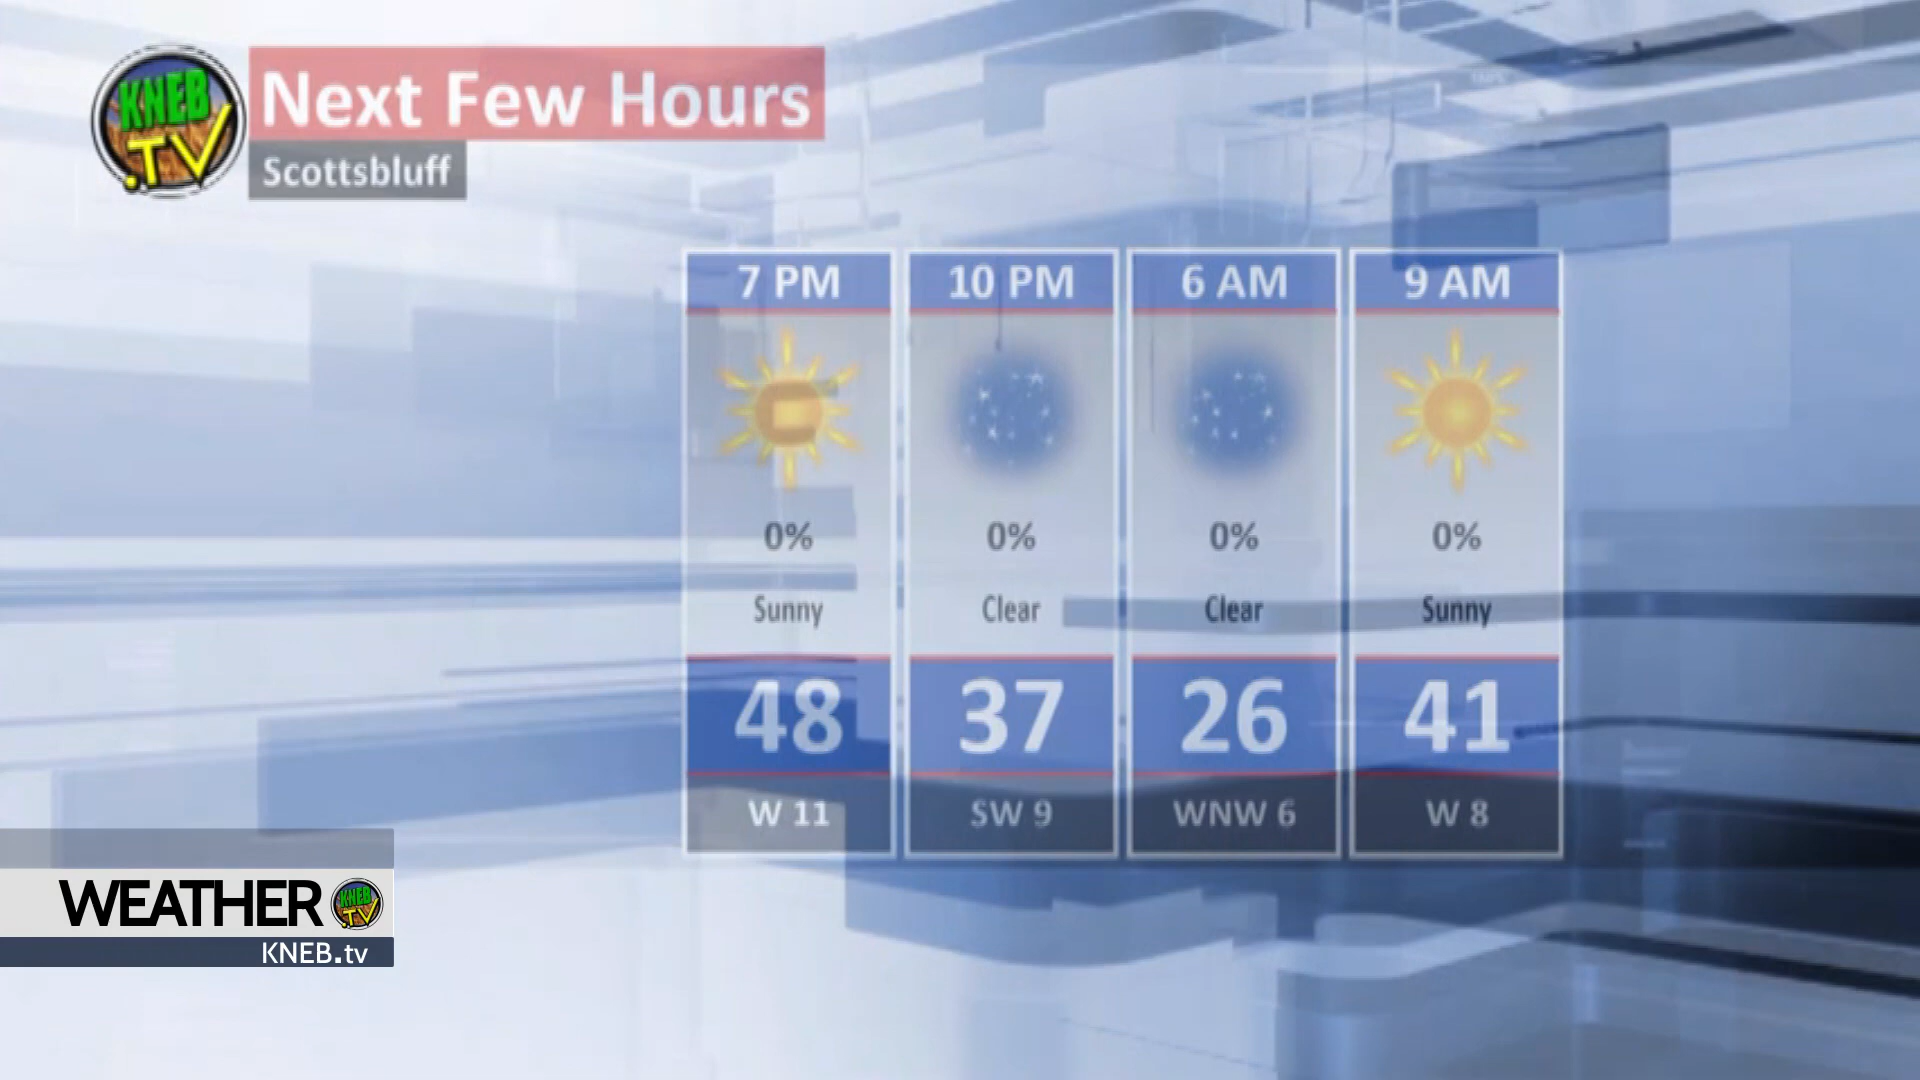 KNEB
.TV
Next Few Hours
Scottsbluff
7 PM 10 PM 6 AM 9 AM
0% 0% 0% 0%
Sunny Clear Clear Sunny
48 37 26 41
W 11 SW 9 WNW 6 W 8
WEATHER KNEB .TV
KNEB.tv